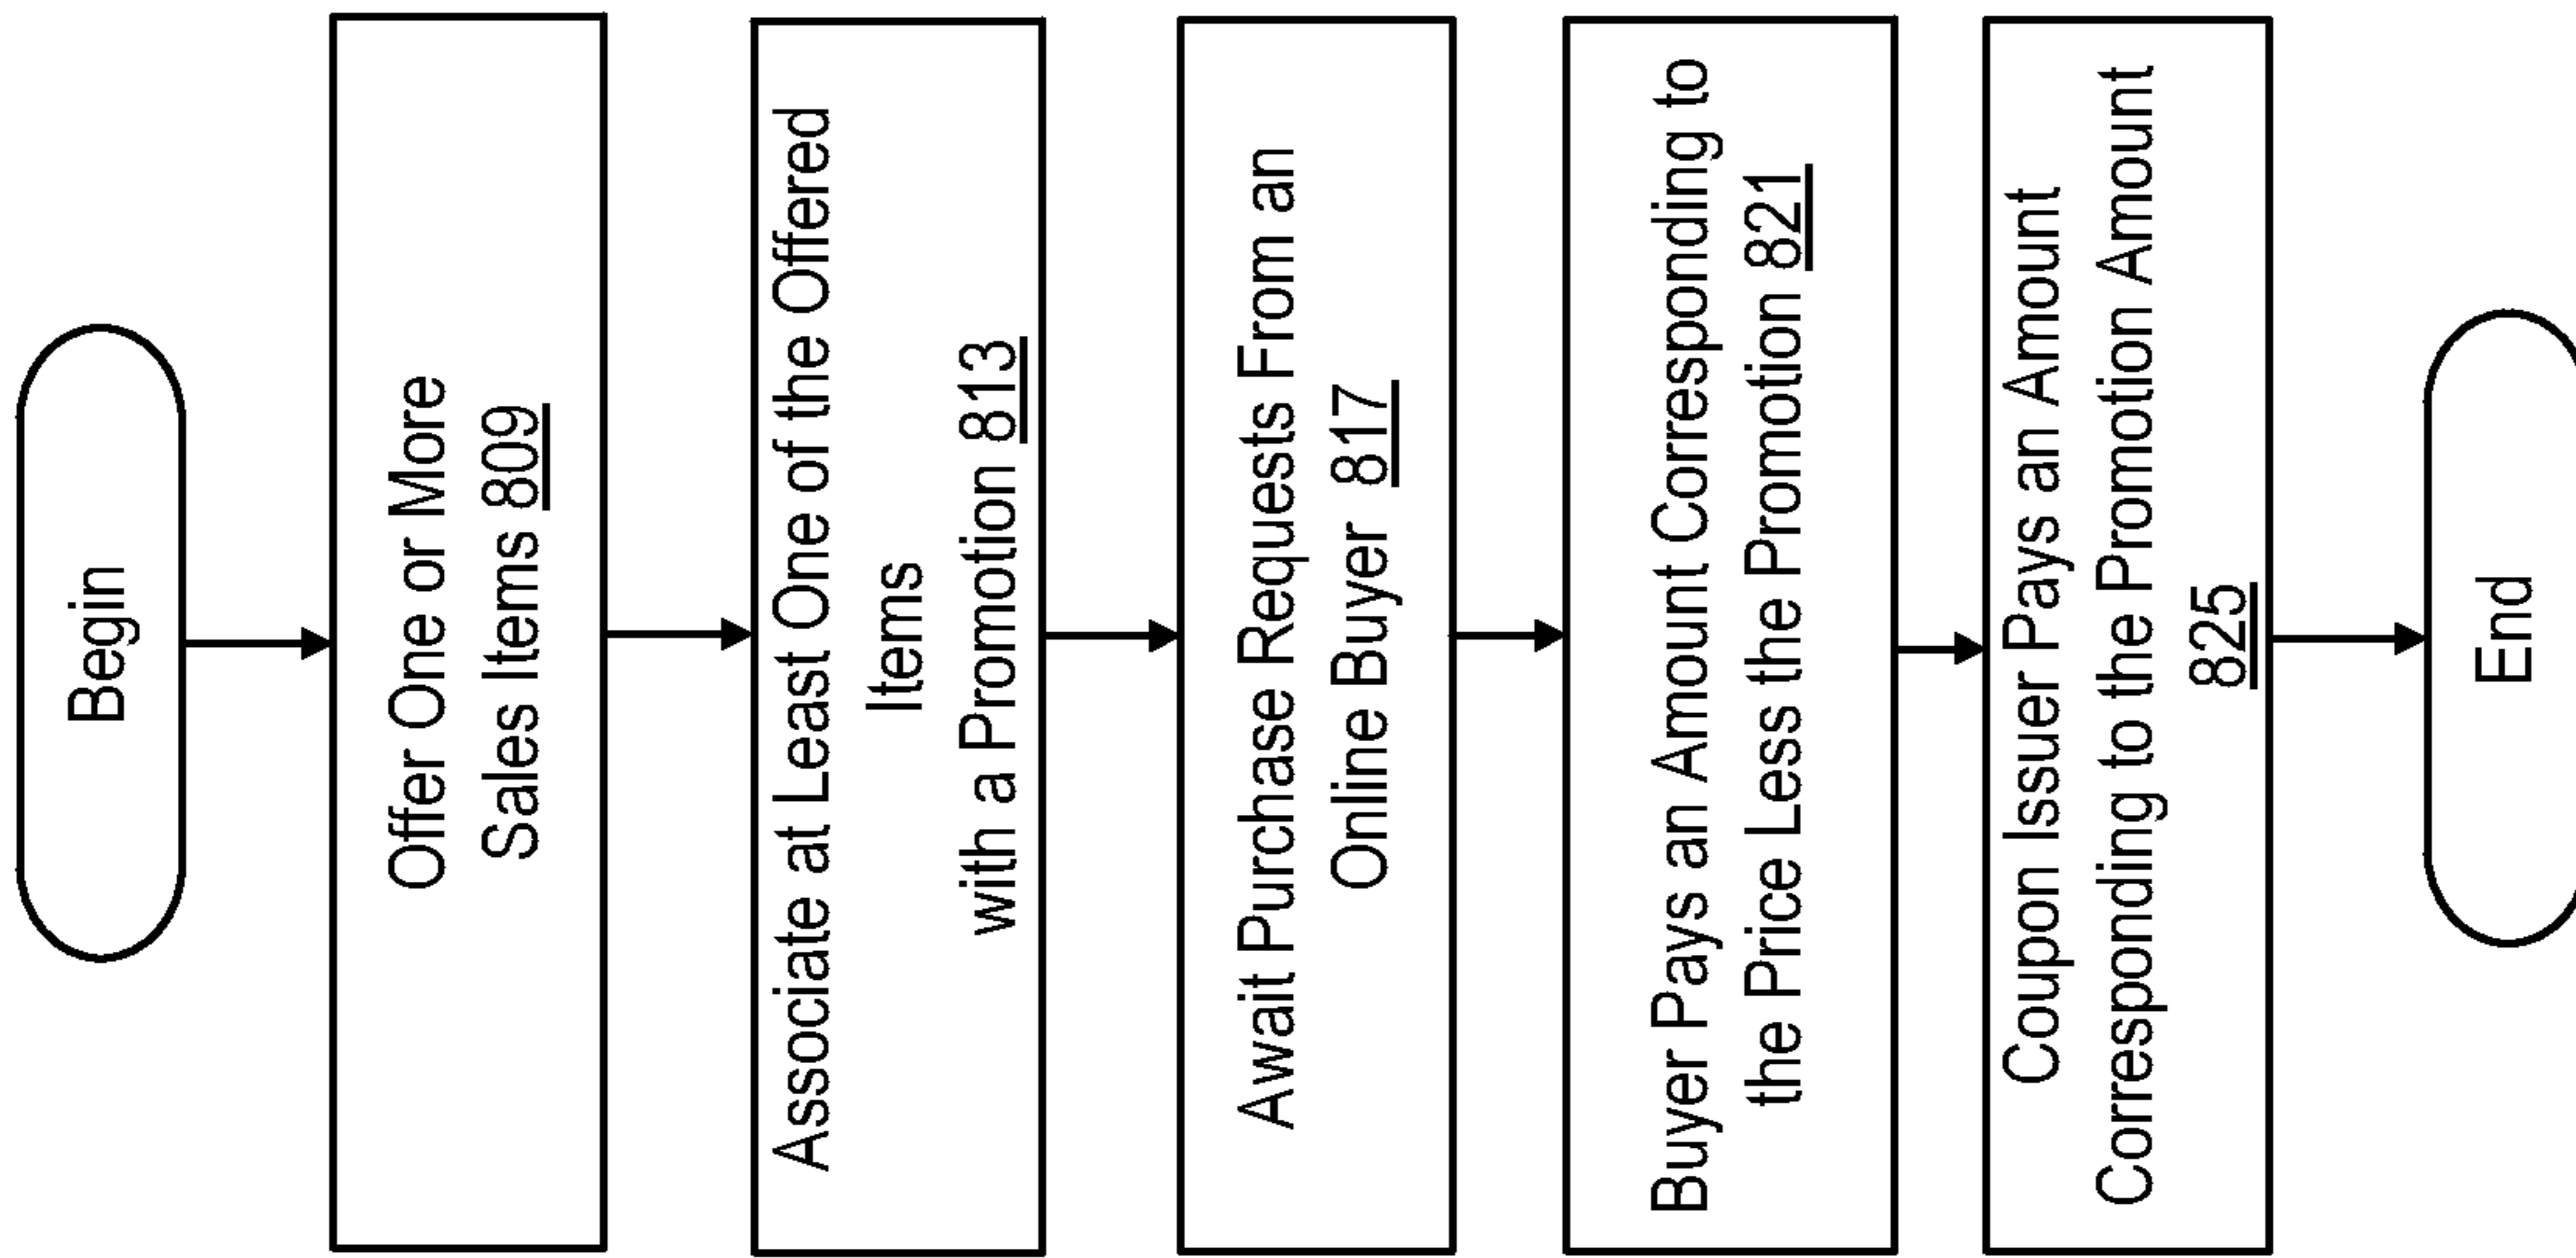 Begin
Offer One or More
Sales Items 809
Associate at Least One of the Offered
Items
with a Promotion 813
Await Purchase Requests From an
Online Buyer 817
Buyer Pays an Amount Corresponding to
the Price Less the Promotion 821
Coupon Issuer Pays an Amount
Corresponding to the Promotion Amount
825
End